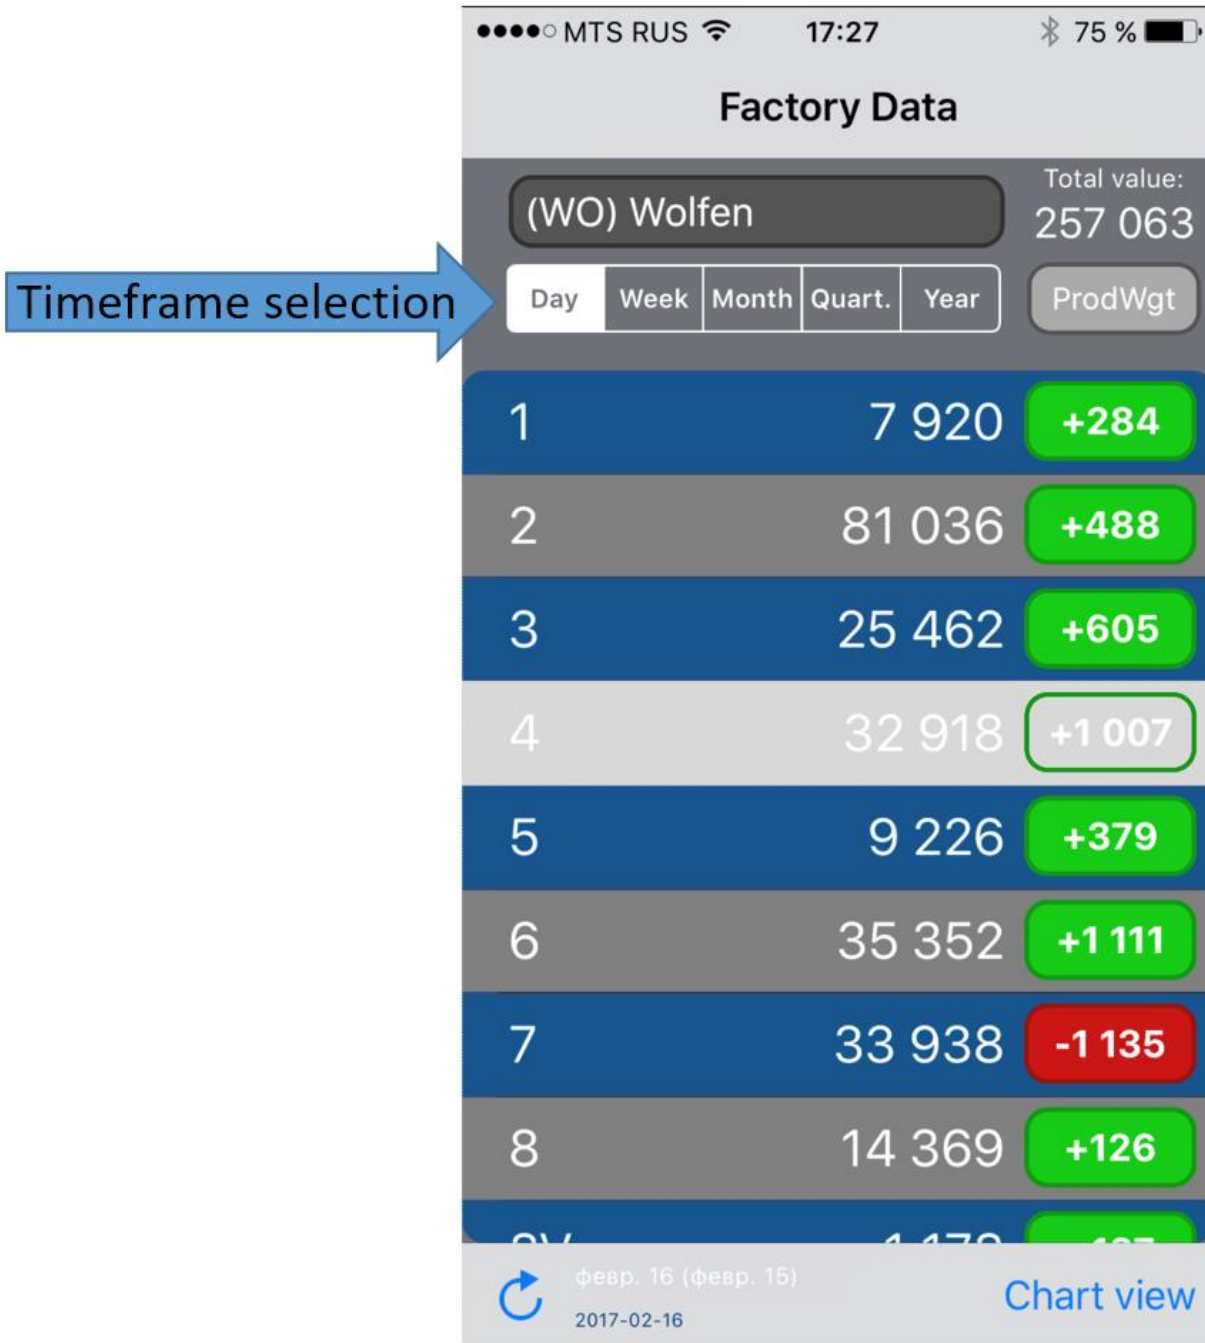 ●●●●○ MTS RUS 17:27 75 %
Factory Data
(WO) Wolfen
Total value:
257 063
Timeframe selection
Day Week Month Quart. Year ProdWgt
1 7 920 +284
2 81 036 +488
3 25 462 +605
4 32 918 +1 007
5 9 226 +379
6 35 352 +1 111
7 33 938 -1 135
8 14 369 +126
февр. 16 (февр. 15)
2017-02-16
Chart view